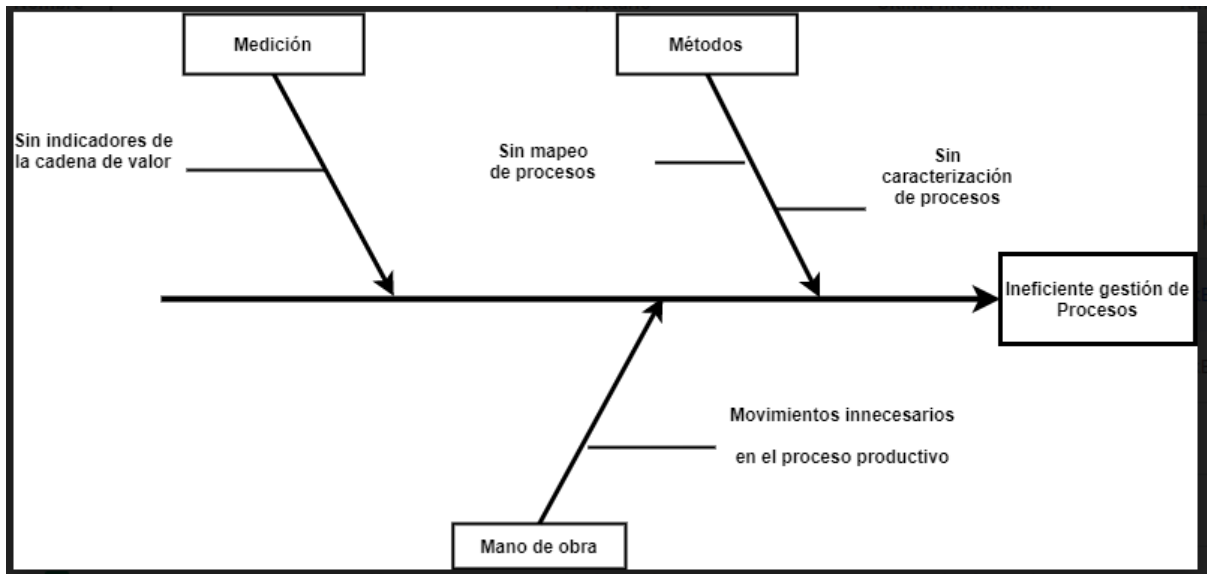 Medición
Métodos
Sin indicadores de
la cadena de valor
Sin mapeo
de procesos
Sin
caracterización
de procesos
Ineficiente gestión de
Procesos
Movimientos innecesarios
en el proceso productivo
Mano de obra